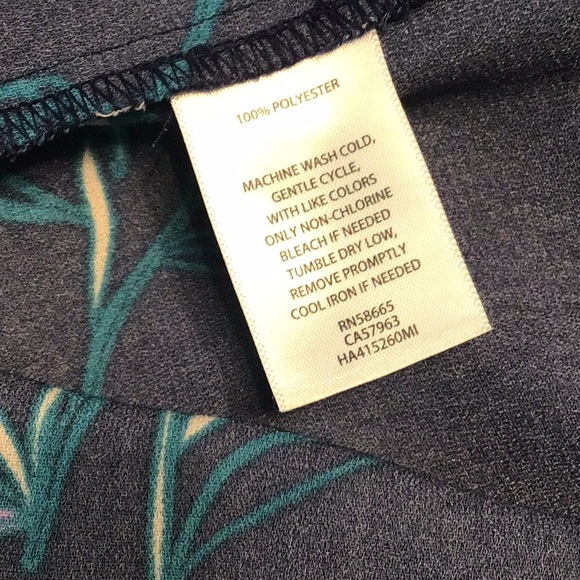 100% POLYESTER
MACHINE WASH COLD,
GENTLE CYCLE,
WITH LIKE COLORS
ONLY NON-CHLORINE
BLEACH IF NEEDED
TUMBLE DRY LOW,
REMOVE PROMPTLY
COOL IRON IF NEEDED
RN58665
CA57963
HA415260MI